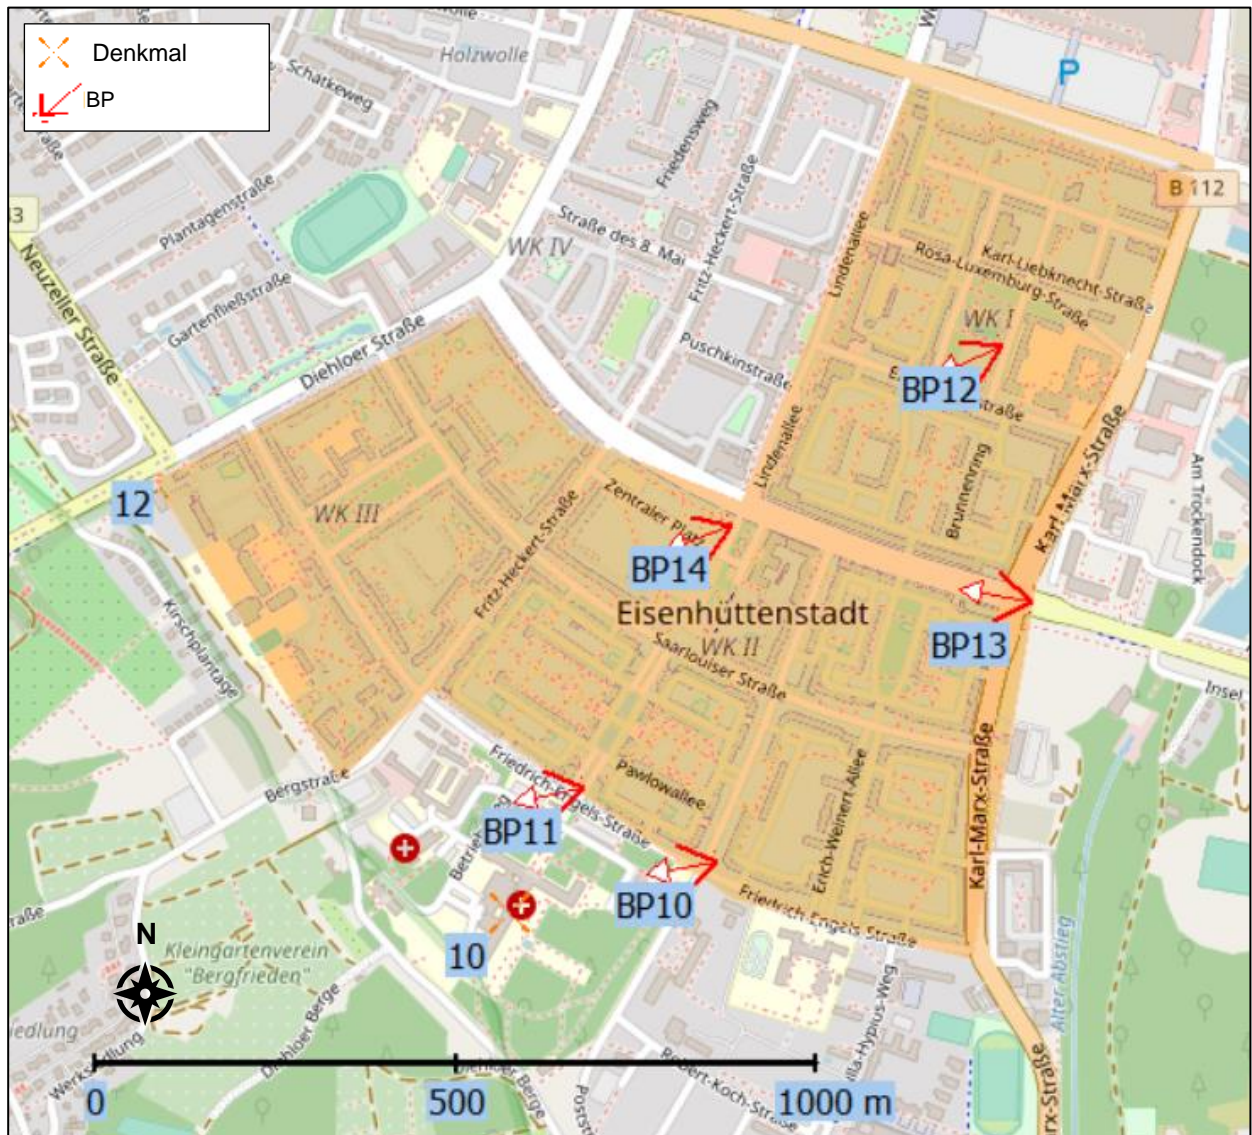 Denkmal
BP
Holzwolle
Schatkeweg
Plantagenstraße
Gartenfließstraße
Neuzeller Straße
Diehloer Straße
WK IV
Friedensweg
Straße des 8. Mai
Fritz-Heckert-Straße
Puschkinstraße
P
B 112
Lindenallee
Karl-Liebknecht-Straße
Rosa-Luxemburg-Straße
WK I
BP12
straße
Lindenallee
Brunnenring
Karl-Marx-Straße
Am Trockendock
12
WK III
Zentraler Platz
Fritz-Heckert-Straße
BP14
Eisenhüttenstadt
WK II
Saarlouiser Straße
BP13
Insel
Kirschplantage
Bergstraße
Friedrich-Engels-Straße
Pawlowallee
Erich-Weinert-Allee
Karl-Marx-Straße
BP11
BP10
Friedrich-Engels-Straße
10
N
Kleingartenverein
"Bergfrieden"
Diehloer Berge
Alter Abstieg
Diehloer Berge
0
500
1000 m